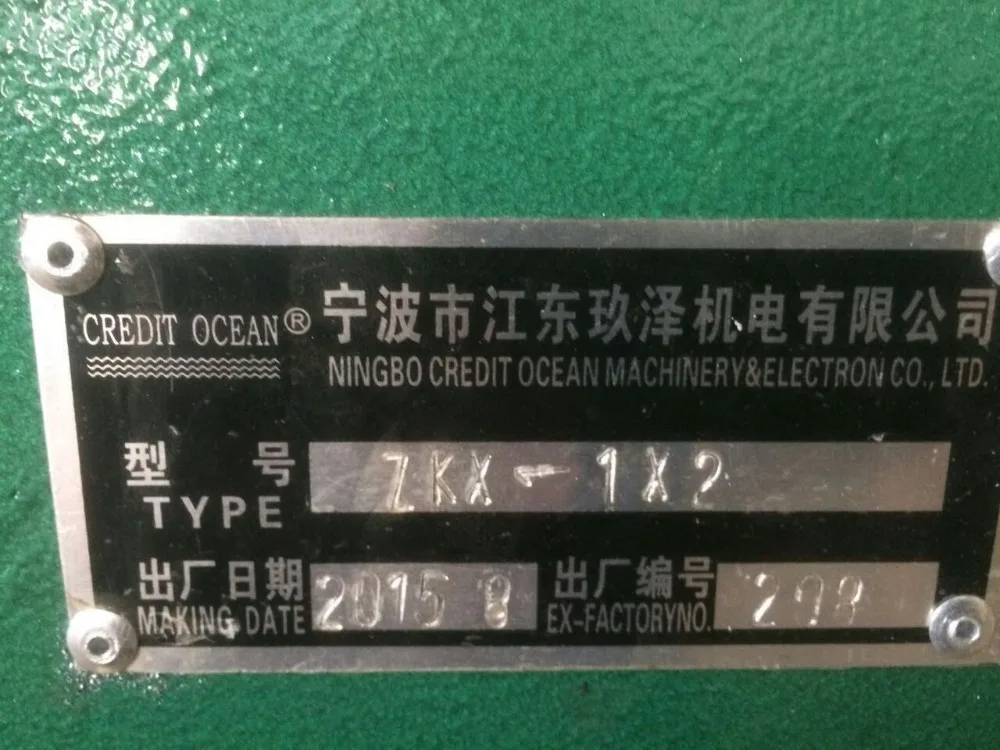 CREDIT OCEAN® 宁波市江东玖泽机电有限公司
NINGBO CREDIT OCEAN MACHINERY&ELECTRON CO., LTD.
型 号 ZKX-1X2
TYPE
出厂日期 2015 8 出厂编号
MAKING DATE EX-FACTORYNO.